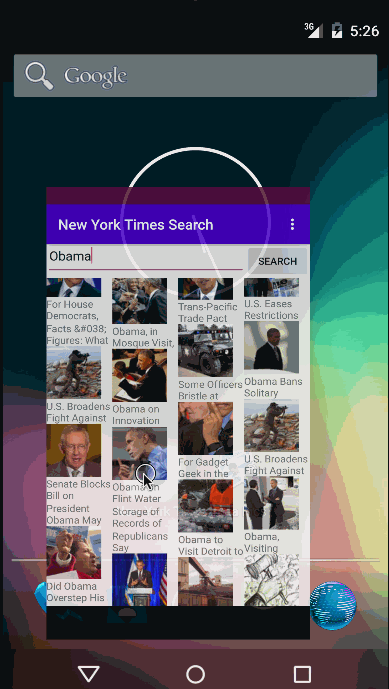 3G
5:26
Google
New York Times Search
Obama
SEARCH
For House
Democrats,
Facts &#038;
Figures: What
Obama, in
Mosque Visit,
Trans-Pacific
Trade Pact
U.S. Eases
Restrictions
U.S. Broadens
Fight Against
Obama on
Innovation
Some Officers
Bristle at
Obama Bans
Solitary
Senate Blocks
Bill on
President
Obama May
Obama on
Flint Water
Storage of
Records of
Republicans
Say
For Gadget
Geek in the
U.S. Broadens
Fight Against
Did Obama
Overstep His
Obama to
Visit Detroit to
Obama,
Visiting